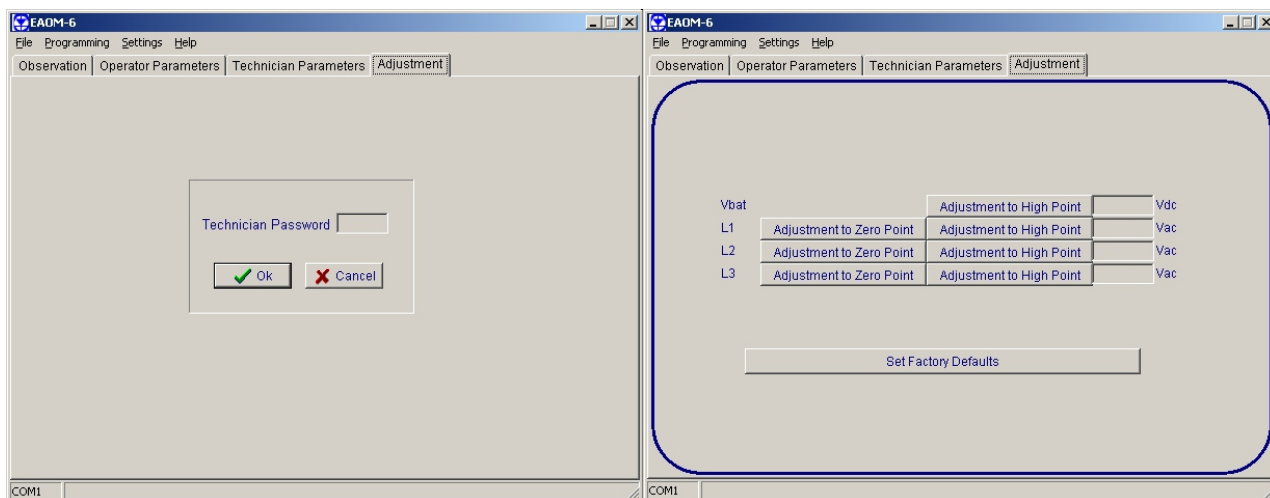 EAOM-6
File Programming Settings Help
Observation Operator Parameters Technician Parameters Adjustment
Technician Password
Ok Cancel
COM1
EAOM-6
File Programming Settings Help
Observation Operator Parameters Technician Parameters Adjustment
Vbat Adjustment to High Point Vdc
L1 Adjustment to Zero Point Adjustment to High Point Vac
L2 Adjustment to Zero Point Adjustment to High Point Vac
L3 Adjustment to Zero Point Adjustment to High Point Vac
Set Factory Defaults
COM1